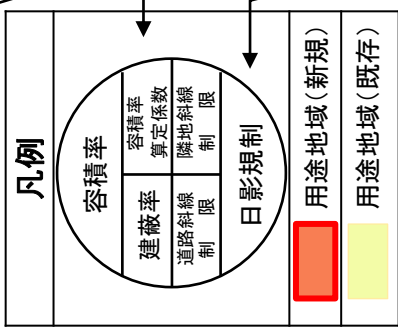 凡例
容積率
建蔽率
容積率
算定係数
道路斜線
制　限
隣地斜線
制　限
日影規制
用途地域(新規)
用途地域(既存)